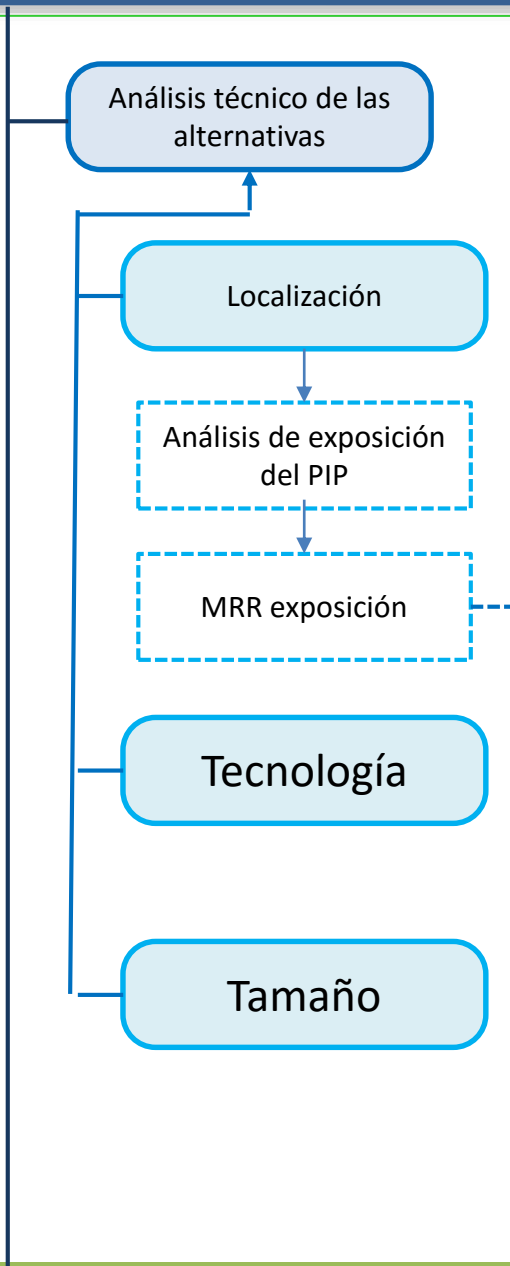 Análisis técnico de las
alternativas
Localización
Análisis de exposición
del PIP
MRR exposición
Tecnología
Tamaño